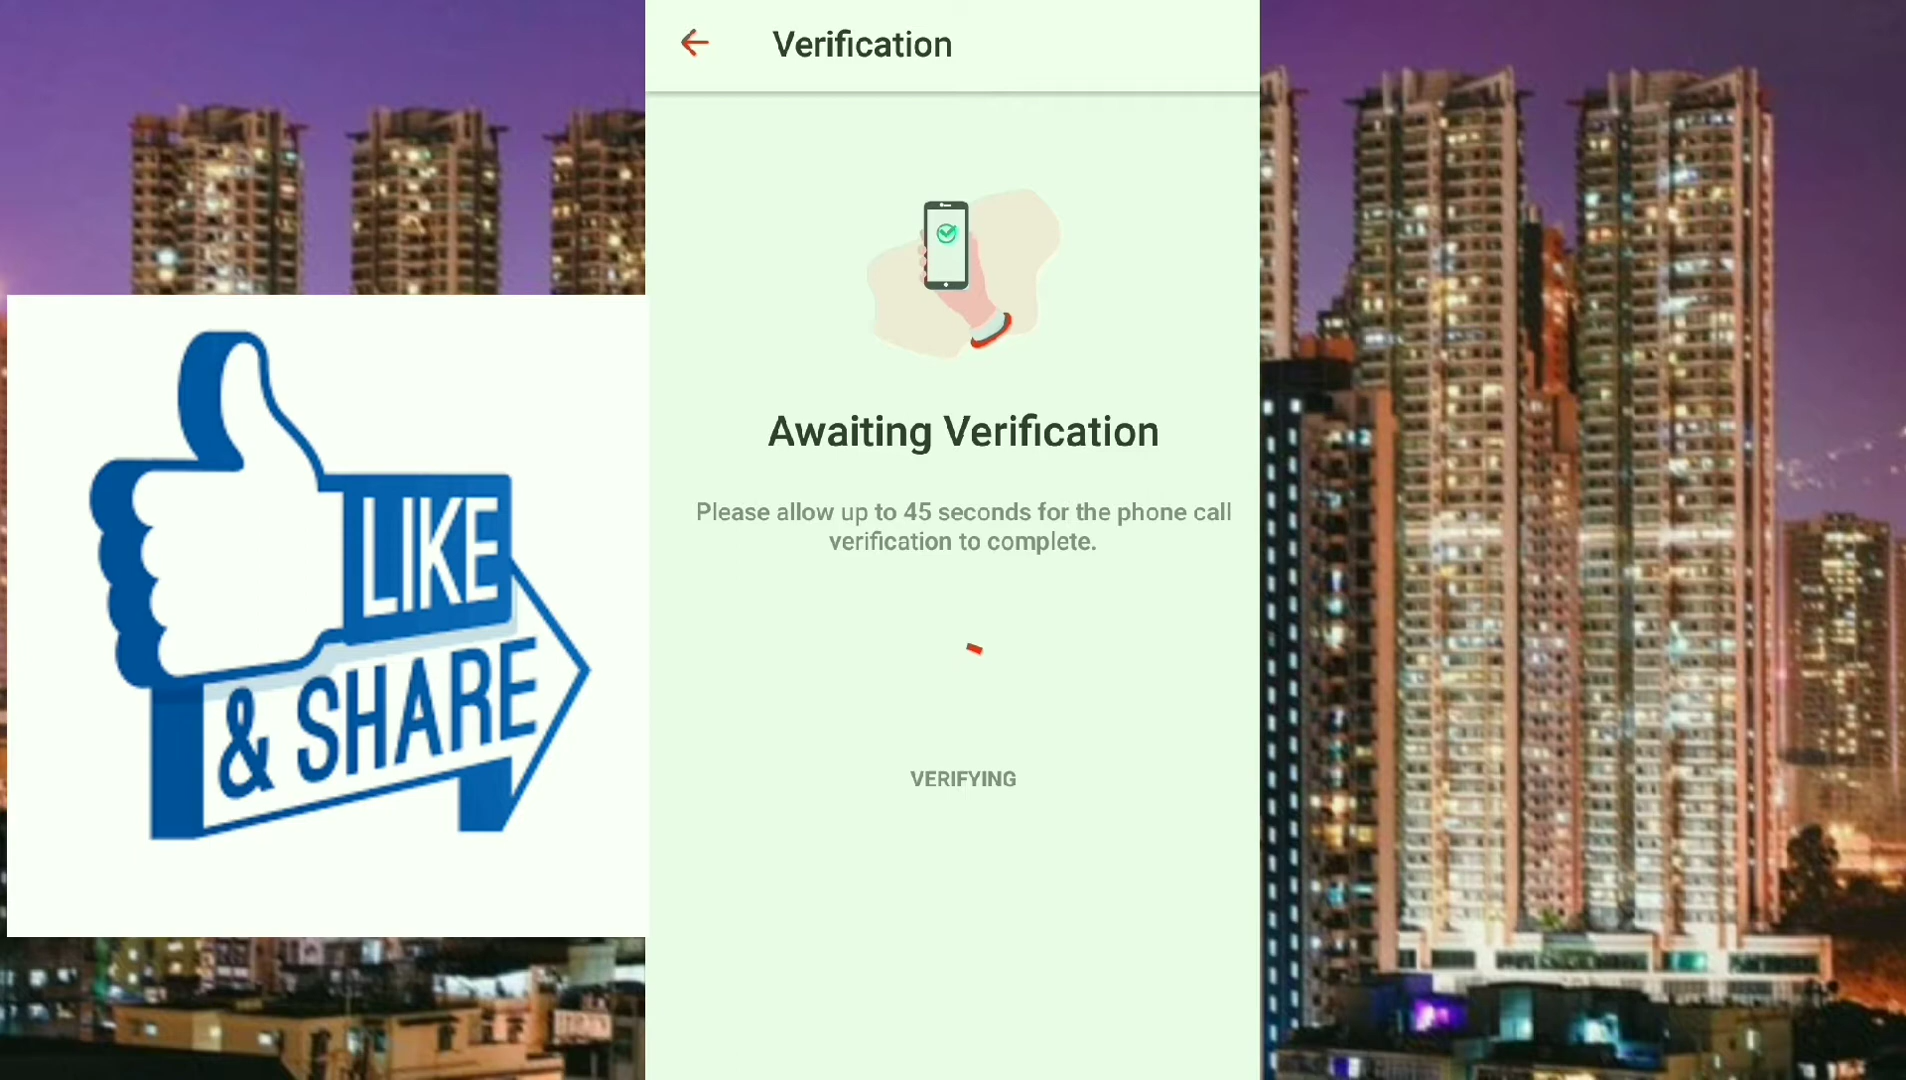 Verification
LIKE
& SHARE
Awaiting Verification
Please allow up to 45 seconds for the phone call
verification to complete.
VERIFYING